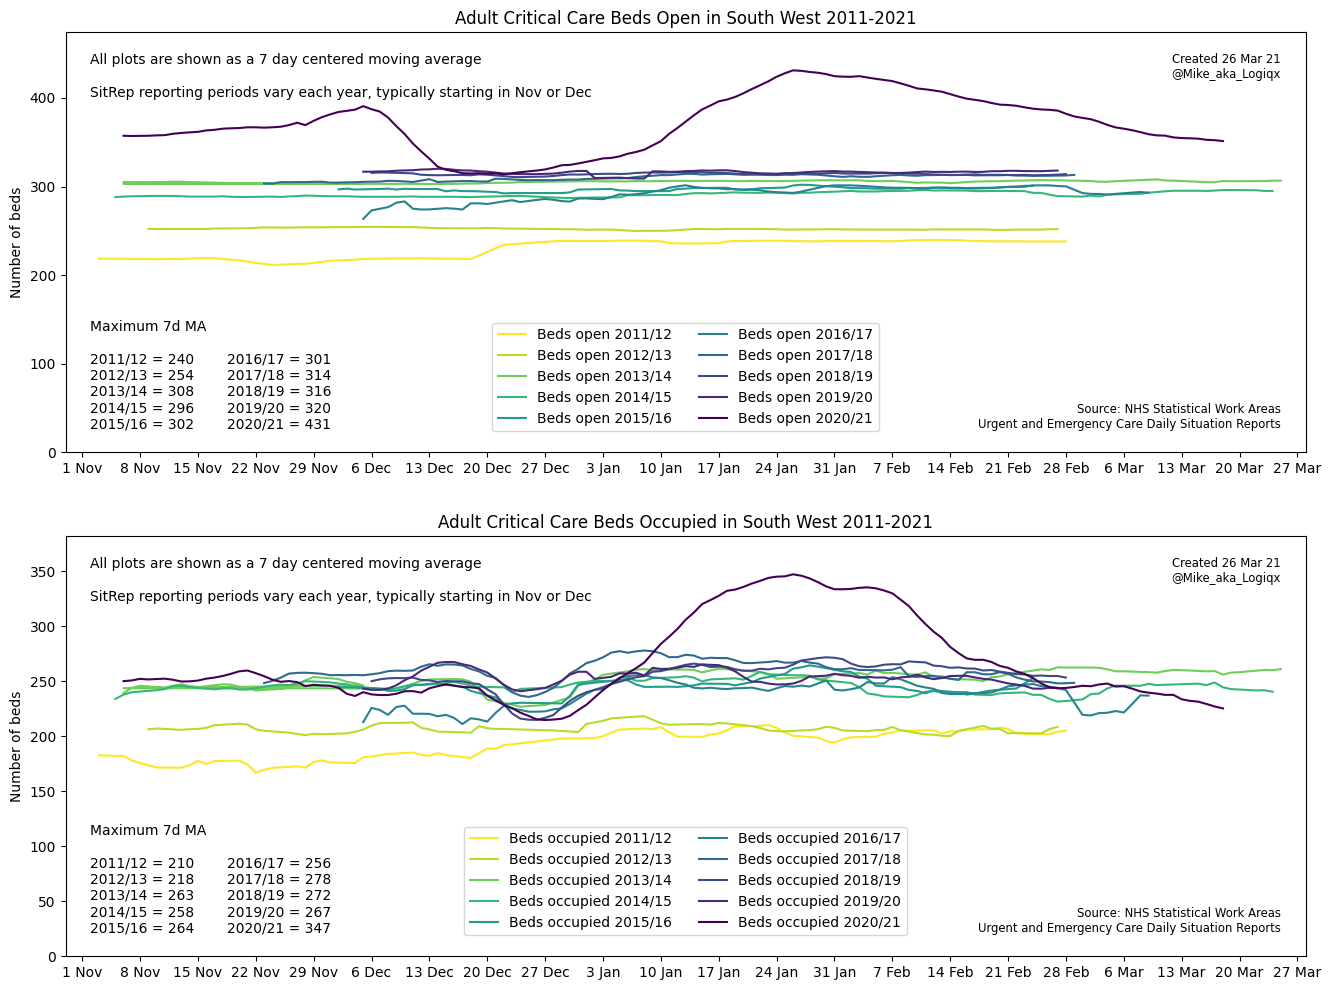 Adult Critical Care Beds Open in South West 2011-2021
All plots are shown as a 7 day centered moving average
Created 26 Mar 21
@Mike_aka_Logiqx
SitRep reporting periods vary each year, typically starting in Nov or Dec
Number of beds
400
300
200
100
0
Maximum 7d MA
2011/12 = 240 2016/17 = 301
2012/13 = 254 2017/18 = 314
2013/14 = 308 2018/19 = 316
2014/15 = 296 2019/20 = 320
2015/16 = 302 2020/21 = 431
Beds open 2011/12 Beds open 2016/17
Beds open 2012/13 Beds open 2017/18
Beds open 2013/14 Beds open 2018/19
Beds open 2014/15 Beds open 2019/20
Beds open 2015/16 Beds open 2020/21
Source: NHS Statistical Work Areas
Urgent and Emergency Care Daily Situation Reports
1 Nov 8 Nov 15 Nov 22 Nov 29 Nov 6 Dec 13 Dec 20 Dec 27 Dec 3 Jan 10 Jan 17 Jan 24 Jan 31 Jan 7 Feb 14 Feb 21 Feb 28 Feb 6 Mar 13 Mar 20 Mar 27 Mar
Adult Critical Care Beds Occupied in South West 2011-2021
All plots are shown as a 7 day centered moving average
Created 26 Mar 21
@Mike_aka_Logiqx
SitRep reporting periods vary each year, typically starting in Nov or Dec
Number of beds
350
300
250
200
150
100
50
0
Maximum 7d MA
2011/12 = 210 2016/17 = 256
2012/13 = 218 2017/18 = 278
2013/14 = 263 2018/19 = 272
2014/15 = 258 2019/20 = 267
2015/16 = 264 2020/21 = 347
Beds occupied 2011/12 Beds occupied 2016/17
Beds occupied 2012/13 Beds occupied 2017/18
Beds occupied 2013/14 Beds occupied 2018/19
Beds occupied 2014/15 Beds occupied 2019/20
Beds occupied 2015/16 Beds occupied 2020/21
Source: NHS Statistical Work Areas
Urgent and Emergency Care Daily Situation Reports
1 Nov 8 Nov 15 Nov 22 Nov 29 Nov 6 Dec 13 Dec 20 Dec 27 Dec 3 Jan 10 Jan 17 Jan 24 Jan 31 Jan 7 Feb 14 Feb 21 Feb 28 Feb 6 Mar 13 Mar 20 Mar 27 Mar